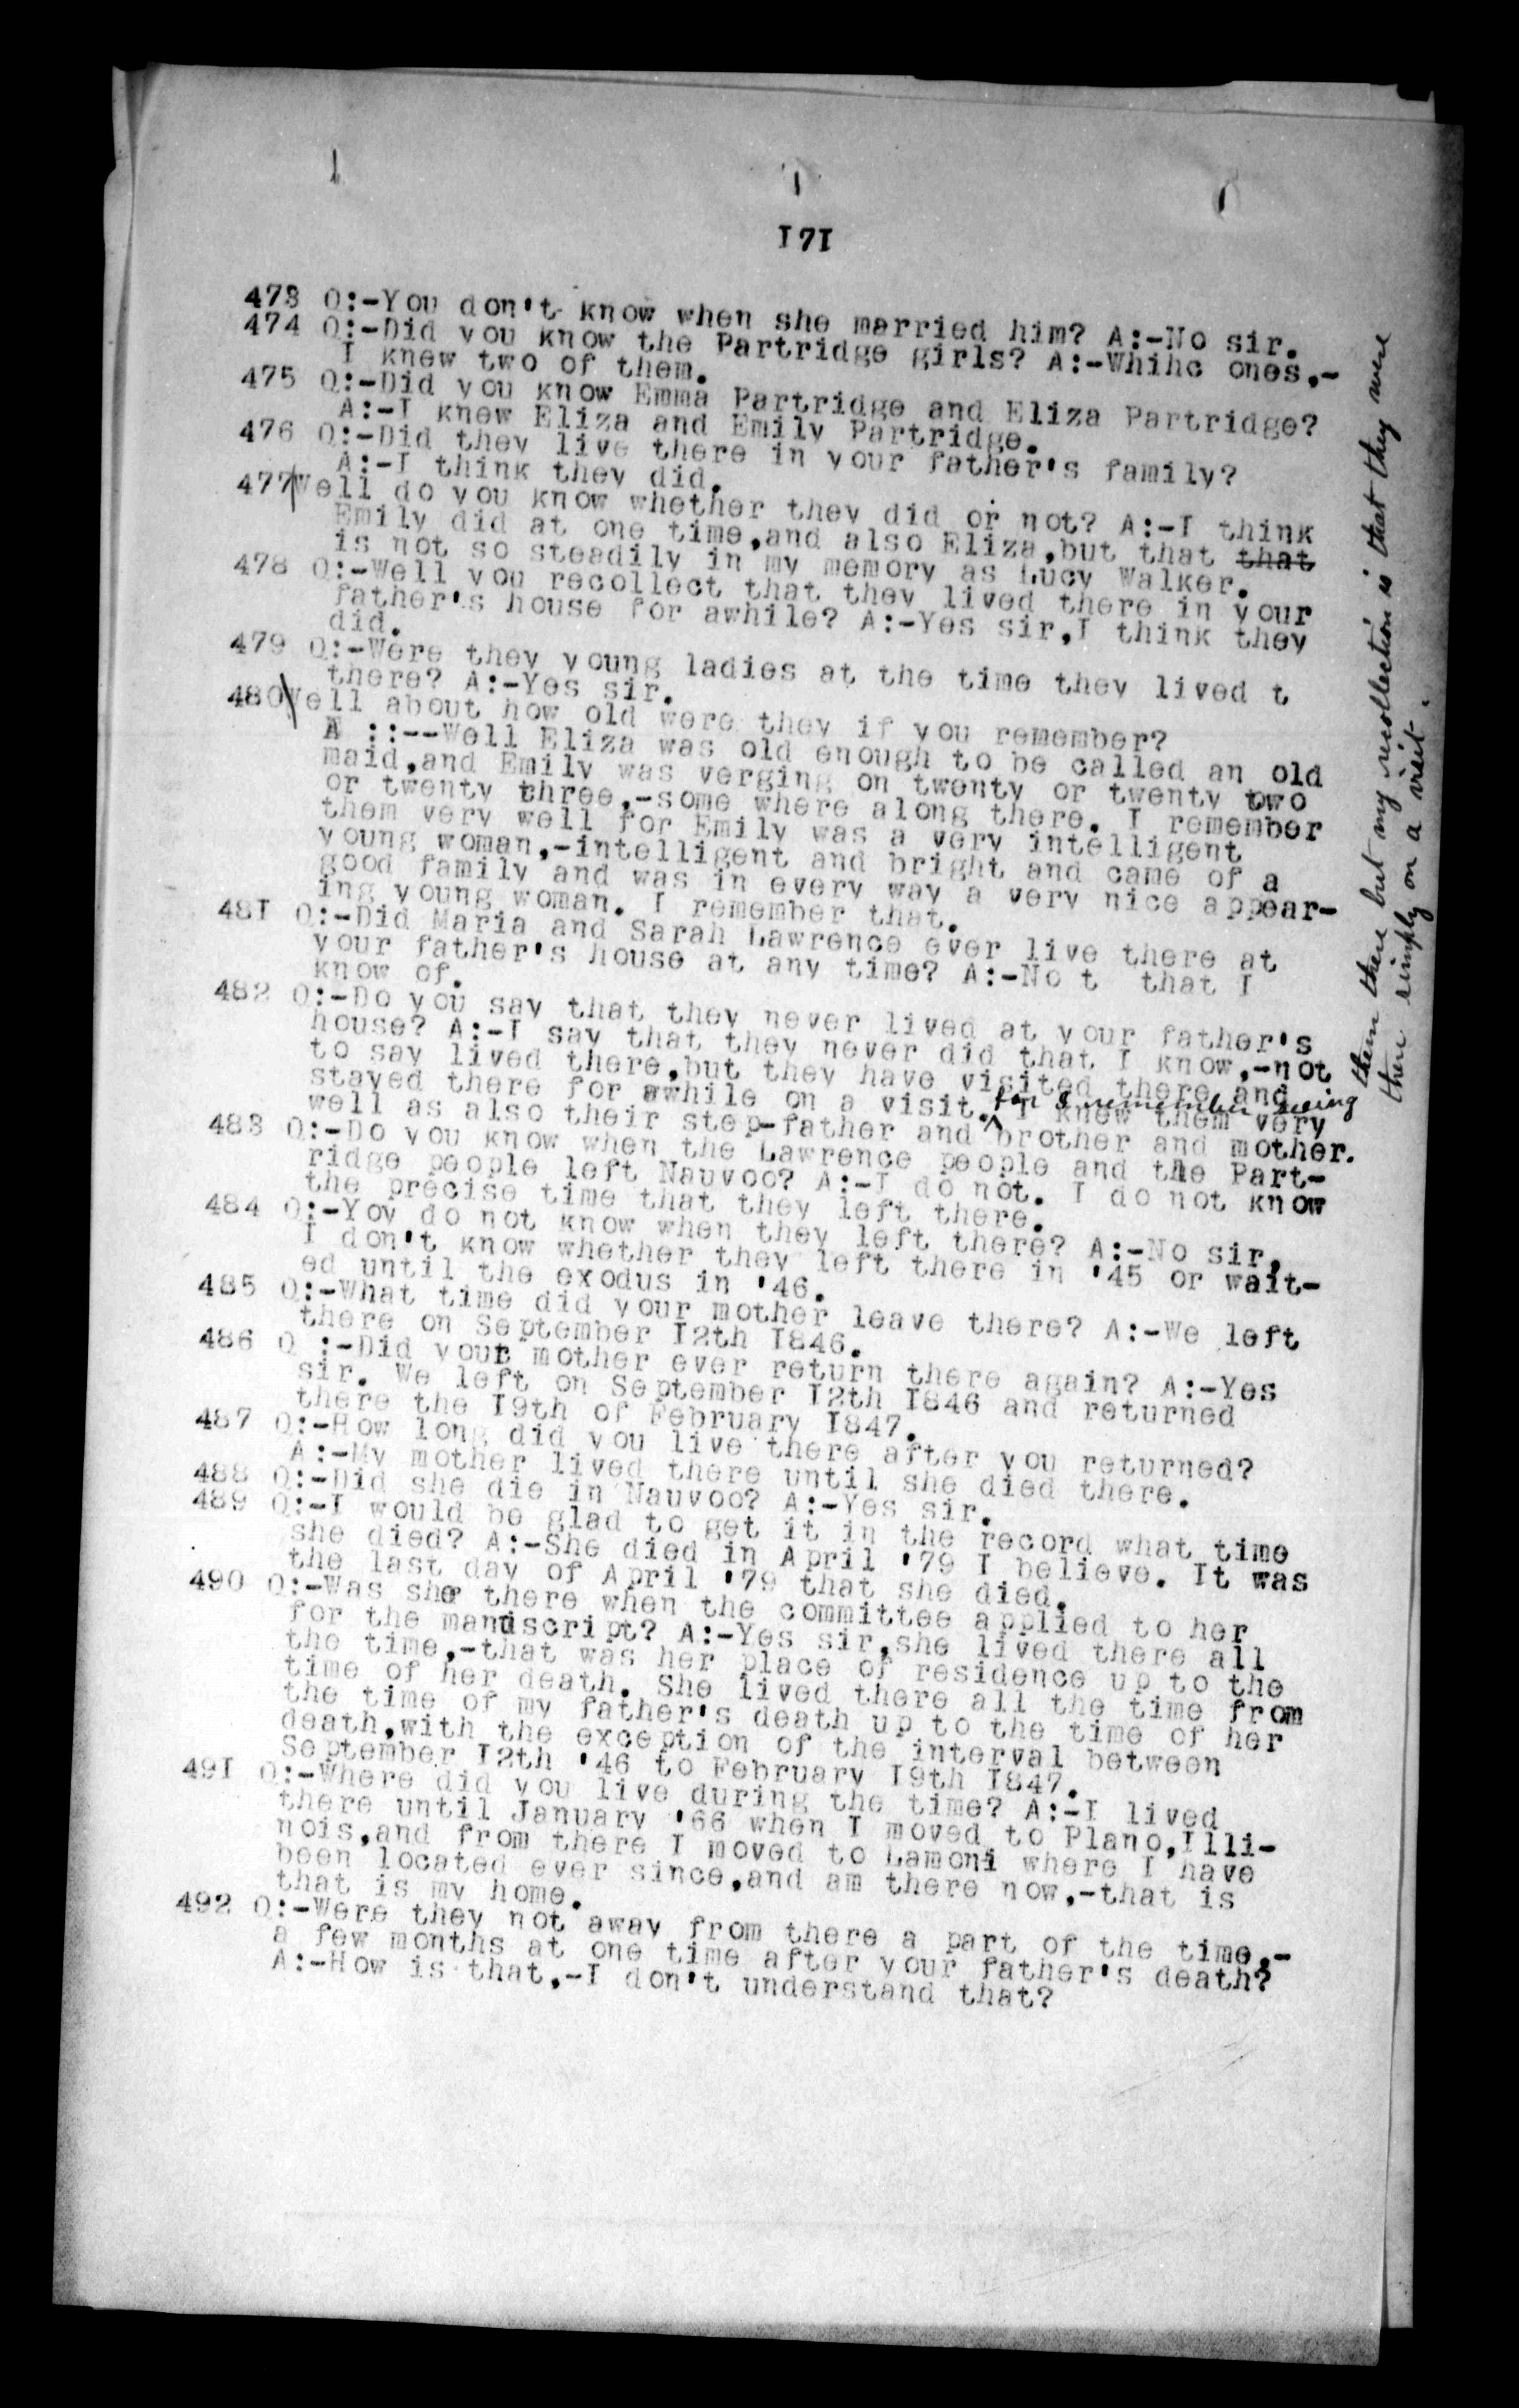 171
473 Q:-You don't know when she married him? A:-No sir.
474 Q:-Did you know the Partridge girls? A:-Whihc ones,-
I knew two of them.
475 Q:-Did you know Emma Partridge and Eliza Partridge?
A:-I knew Eliza and Emily Partridge.
476 Q:-Did they live there in your father's family?
A:-I think they did.
477 Well do you know whether they did or not? A:-I think
Emily did at one time,and also Eliza,but that that
is not so steadily in my memory as Lucy Walker.
478 Q:-Well you recollect that they lived there in your
father's house for awhile? A:-Yes sir,I think they
did.
479 Q:-Were they young ladies at the time they lived t
there? A:-Yes sir.
480 Well about how old were they if you remember?
A ::--Well Eliza was old enough to be called an old
maid,and Emily was verging on twenty or twenty two
or twenty three,-some where along there. I remember
them very well for Emily was a very intelligent
young woman,-intelligent and bright and came of a
good family and was in every way a very nice appear-
ing young woman. I remember that.
481 Q:-Did Maria and Sarah Lawrence ever live there at
your father's house at any time? A:-No t that I
know of.
482 Q:-Do you say that they never lived at your father's
house? A:-I say that they never did that I know,-not
to say lived there,but they have visited there and
stayed there for awhile on a visit. I knew them very
well as also their step-father and brother and mother.
for I remember seeing
them there but my recollection is that they were
there simply on a visit.
483 Q:-Do you know when the Lawrence people and the Part-
ridge people left Nauvoo? A:-I do not. I do not know
the precise time that they left there.
484 Q:-Yov do not know when they left there? A:-No sir,
I don't know whether they left there in '45 or wait-
ed until the exodus in '46.
485 Q:-What time did your mother leave there? A:-We left
there on September 12th 1846.
486 Q :-Did your mother ever return there again? A:-Yes
sir. We left on September 12th 1846 and returned
there the 19th of February 1847.
487 Q:-How long did you live there after you returned?
A:-My mother lived there until she died there.
488 Q:-Did she die in Nauvoo? A:-Yes sir.
489 Q:-I would be glad to get it in the record what time
she died? A:-She died in April '79 I believe. It was
the last day of April '79 that she died.
490 Q:-Was she there when the committee applied to her
for the manuscript? A:-Yes sir,she lived there all
the time,-that was her place of residence up to the
time of her death. She lived there all the time from
the time of my father's death up to the time of her
death,with the exception of the interval between
September 12th '46 to February 19th 1847.
491 Q:-Where did you live during the time? A:-I lived
there until January '66 when I moved to Plano,Illi-
nois,and from there I moved to Lamoni where I have
been located ever since,and am there now,-that is
that is my home.
492 Q:-Were they not away from there a part of the time,-
a few months at one time after your father's death?
A:-How is that,-I don't understand that?